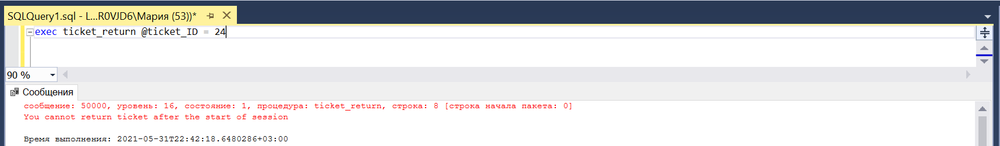 SQLQuery1.sql - L...R0VJD6\Мария (53))*
exec ticket_return @ticket_ID = 24
90 %
Сообщения
сообщение: 50000, уровень: 16, состояние: 1, процедура: ticket_return, строка: 8 [строка начала пакета: 0]
You cannot return ticket after the start of session
Время выполнения: 2021-05-31T22:42:18.6480286+03:00